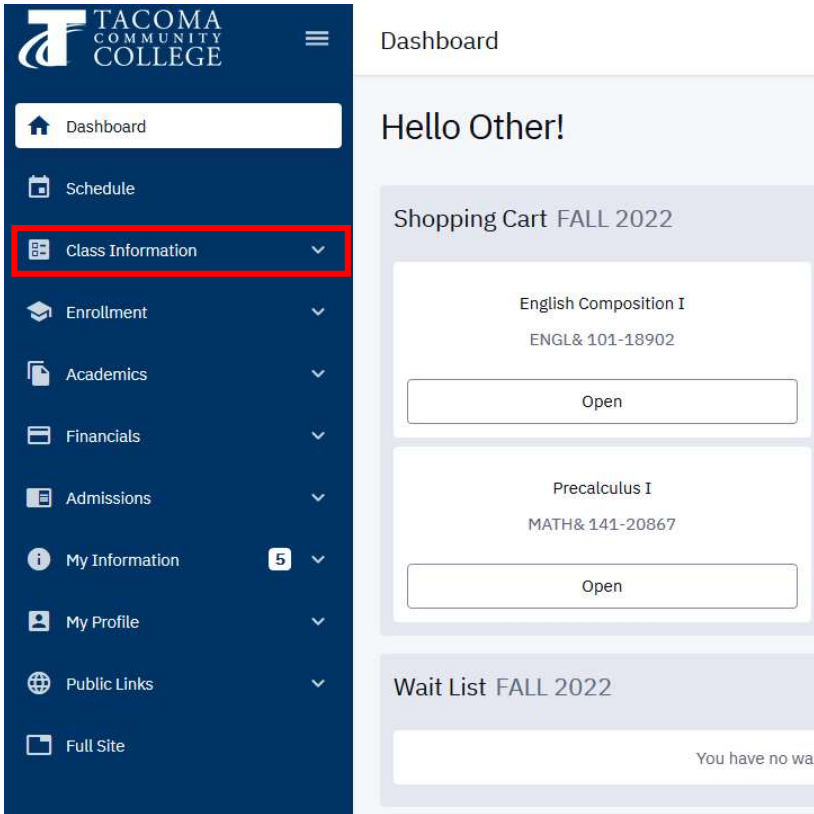 TACOMA
COMMUNITY
COLLEGE
Dashboard
Schedule
Class Information
Enrollment
Academics
Financials
Admissions
My Information 5
My Profile
Public Links
Full Site
Dashboard
Hello Other!
Shopping Cart FALL 2022
English Composition I
ENGL& 101-18902
Open
Precalculus I
MATH& 141-20867
Open
Wait List FALL 2022
You have no wa